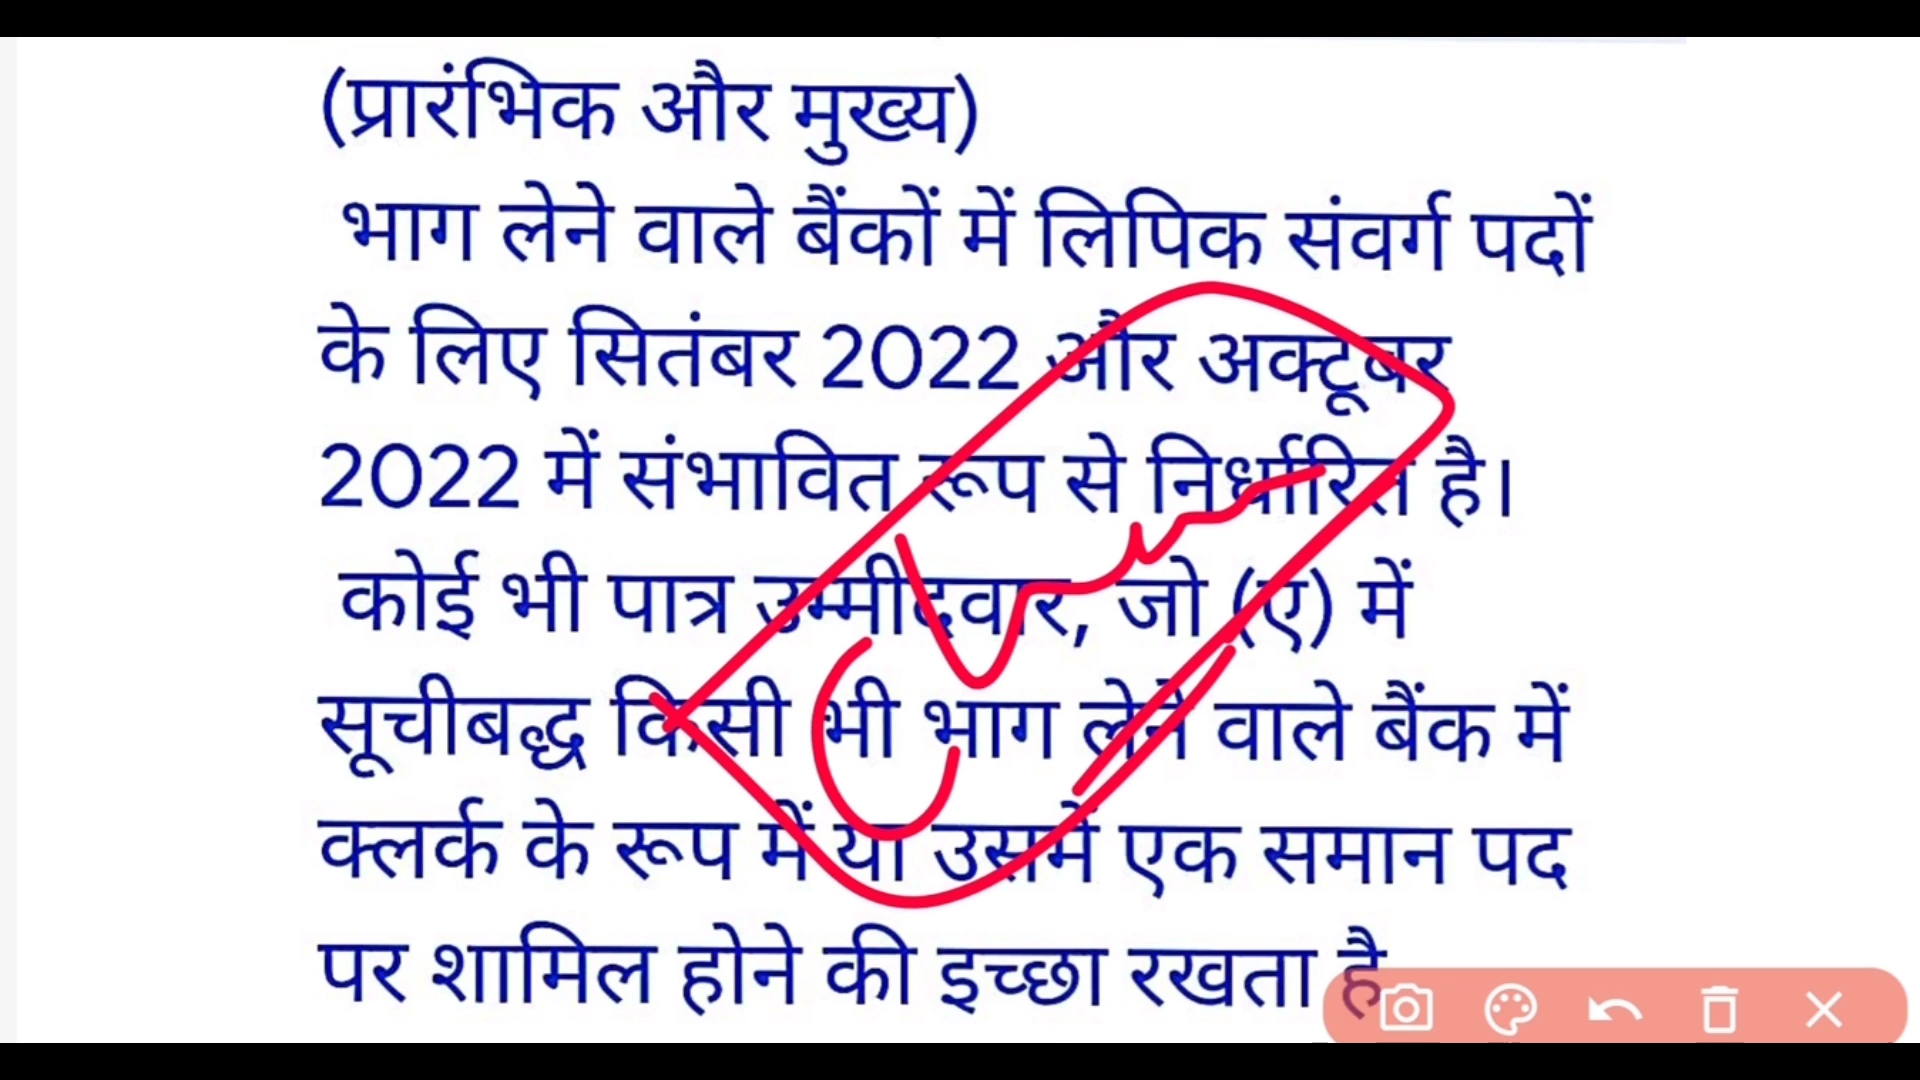 (प्रारंभिक और मुख्य)
भाग लेने वाले बैंकों में लिपिक संवर्ग पदों
के लिए सितंबर 2022 और अक्टूबर
2022 में संभावित रूप से निर्धारित है।
कोई भी पात्र उम्मीदवार, जो (ए) में
सूचीबद्ध किसी भी भाग लेने वाले बैंक में
क्लर्क के रूप में या उसमें एक समान पद
पर शामिल होने की इच्छा रखता है